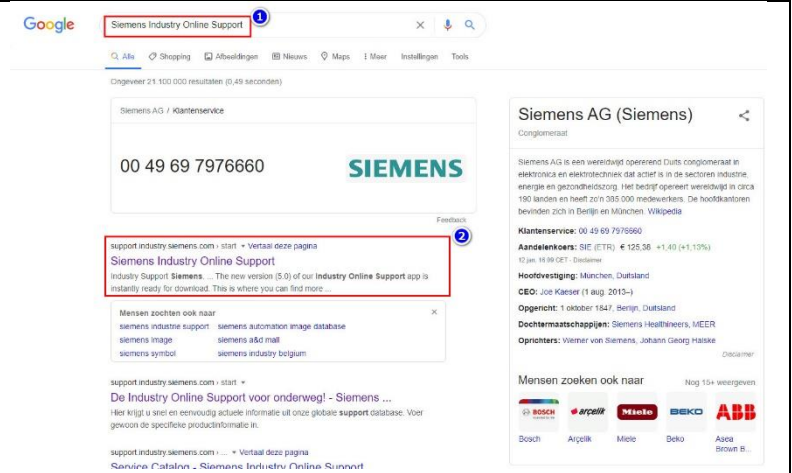 Google
Siemens Industry Online Support
1
Alle Shopping Afbeeldingen Nieuws Maps Meer Instellingen Tools
Ongeveer 21.100.000 resultaten (0,49 seconden)
Siemens AG / Klantenservice
00 49 69 7976660
SIEMENS
Feedback
2
support.industry.siemens.com › start Vertaal deze pagina
Siemens Industry Online Support
Industry Support Siemens. ... The new version (5.0) of our Industry Online Support app is
instantly ready for download. This is where you can find more ...
Mensen zochten ook naar
siemens industrie support siemens automation image database
siemens image siemens a&d mall
siemens symbol siemens industry belgium
support.industry.siemens.com › start
De Industry Online Support voor onderweg! - Siemens ...
Hier krijgt u snel en eenvoudig actuele informatie uit onze globale support database. Voer
gewoon de specifieke productinformatie in.
support.industry.siemens.com › ... Vertaal deze pagina
Service Catalog - Siemens Industry Online Support
Siemens AG (Siemens)
Conglomeraat
Siemens AG is een wereldwijd opererend Duits conglomeraat in
elektronica en elektrotechniek dat actief is in de sectoren industrie,
energie en gezondheidszorg. Het bedrijf opereert wereldwijd in circa
190 landen en heeft zo'n 385.000 medewerkers. De hoofdkantoren
bevinden zich in Berlijn en München. Wikipedia
Klantenservice: 00 49 69 7976660
Aandelenkoers: SIE (ETR) € 125,38 +1,40 (+1,13%)
12 jan. 16:09 CET - Disclaimer
Hoofdvestiging: München, Duitsland
CEO: Joe Kaeser (1 aug. 2013–)
Opgericht: 1 oktober 1847, Berlijn, Duitsland
Dochtermaatschappijen: Siemens Healthineers, MEER
Oprichters: Werner von Siemens, Johann Georg Halske
Disclaimer
Mensen zoeken ook naar
Nog 15+ weergeven
BOSCH arçelik Miele BEKO ABB
Bosch Arçelik Miele Beko Asea
Brown B...